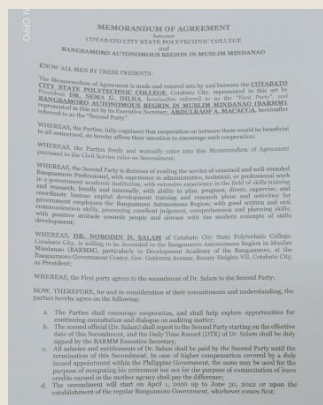 MEMORANDUM OF AGREEMENT
between
COTABATO CITY STATE POLYTECHNIC COLLEGE
and
BANGSAMORO AUTONOMOUS REGION IN MUSLIM MINDANAO
KNOW ALL MEN BY THESE PRESENTS:
The Memorandum of Agreement is made and entered into by and between the COTABATO
CITY STATE POLYTECHNIC COLLEGE, Cotabato City, represented in this act by
President DR. NEMA G. DILNA, hereinafter referred to as the "First Party", and
BANGSAMORO AUTONOMOUS REGION IN MUSLIM MINDANAO (BARMM),
represented in this act by its Executive Secretary, ABDULRAOF A. MACACUA, hereinafter
referred to as the "Second Party".
WHEREAS, the Parties, fully cognizant that cooperation on between them would be beneficial
to all concerned, do hereby affirm their intention to encourage such cooperation;
WHEREAS, the Parties freely and mutually enter into this Memorandum of Agreement
pursuant to the Civil Service rules on Secondment;
WHEREAS, the Second Party is desirous of availing the service of seasoned and well rounded
Bangsamoro Professional, with experience in administration, technical, or professional work
in a government academic institution, with extensive experience in the field of skills training
and research, locally and internally, with ability to plan, program, direct, supervise, and
coordinate human capital development training and research plans and policies for
government employees the Bangsamoro Autonomous Region, with good written and oral
communication skills, processing excellent judgment, comprehension and planning skills,
with positive attitude towards people and abreast with the modern concepts of skills
development;
WHEREAS, DR. NORODIN D. SALAM of Cotabato City State Polytechnic College,
Cotabato City, is willing to be seconded to the Bangsamoro Autonomous Region in Muslim
Mindanao (BARMM), particularly in Development Academy of the Bangsamoro, at the
Bangsamoro Government Center, Gov. Gutierrez Avenue, Rosary Heights VII, Cotabato City,
as President;
WHEREAS, the First Party agrees to the secondment of Dr. Salam to the Second Party;
NOW, THEREFORE, for and in consideration of their commitments and understanding, the
parties hereby agree on the following:
a. The Parties shall encourage cooperation, and shall help explore opportunities for
continuing consultation and dialogue on auditing matter;
b. The second official (Dr. Salam) shall report to the Second Party starting on the effective
date of this Secondment, and the Daily Time Record (DTR) of Dr. Salam shall be duly
signed by the BARMM Executive Secretary;
c. All salaries and entitlements of Dr. Salam shall be paid by the Second Party until the
termination of this Secondment. In case of higher compensation covered by a duly
issued appointment within the Philippine Government, the same may be used for the
purpose of computing his retirement but not for the purpose of commutation of leave
credits earned in the mother agency shall pay the difference;
d. The secondment will start on April 1, 2020 up to June 30, 2022 or upon the
establishment of the regular Bangsamoro Government, whichever comes first;